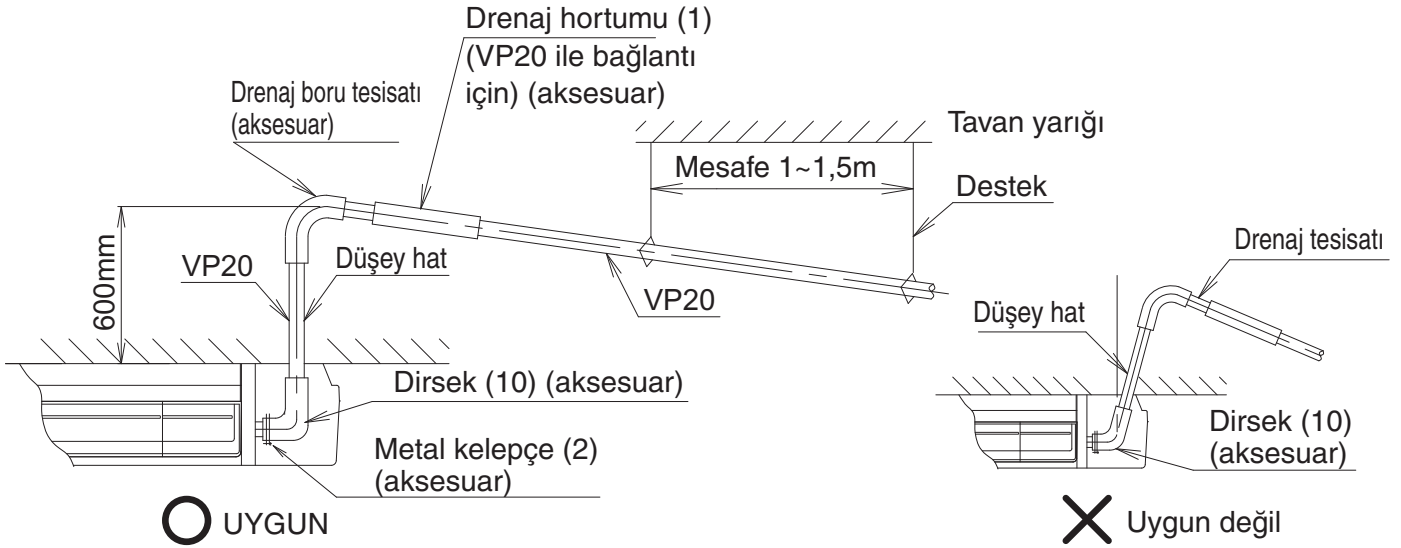 Drenaj hortumu (1)
(VP20 ile bağlantı
için) (aksesuar)
Drenaj boru tesisatı
(aksesuar)
Tavan yarığı
Mesafe 1~1,5m
Destek
600mm
VP20
Düşey hat
VP20
Dirsek (10) (aksesuar)
Metal kelepçe (2)
(aksesuar)
UYGUN
Drenaj tesisatı
Düşey hat
Dirsek (10)
(aksesuar)
Uygun değil